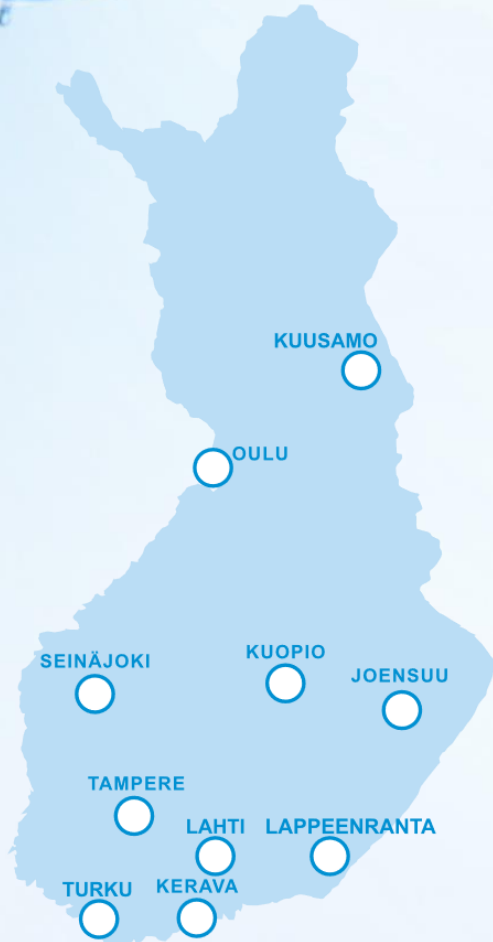 KUUSAMO
OULU
SEINÄJOKI
KUOPIO
JOENSUU
TAMPERE
LAHTI
LAPPEENRANTA
TURKU
KERAVA